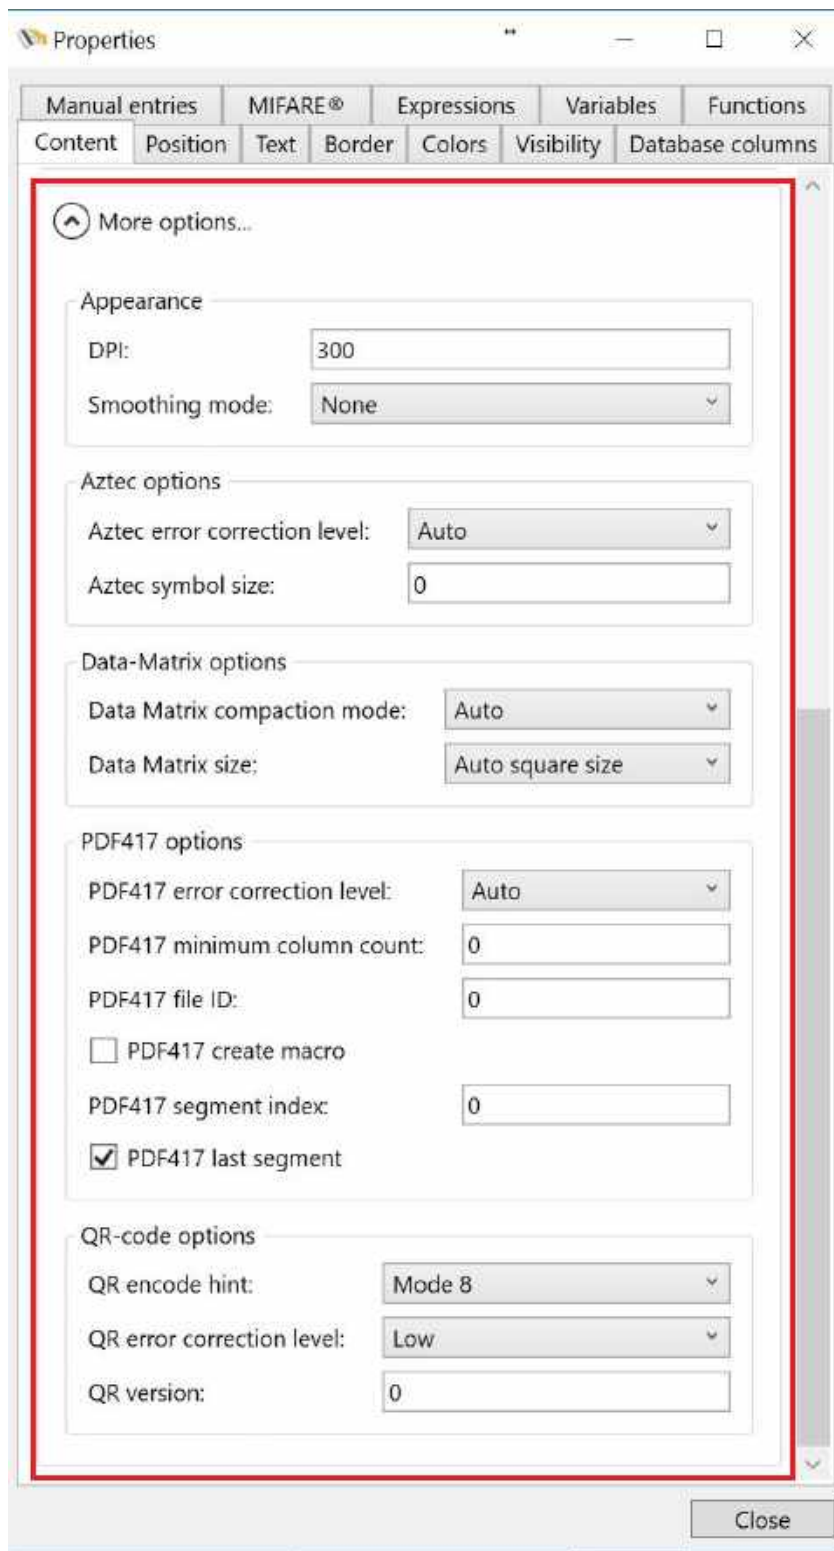 Properties
Manual entries MIFARE® Expressions Variables Functions
Content Position Text Border Colors Visibility Database columns
More options...
Appearance
DPI: 300
Smoothing mode: None
Aztec options
Aztec error correction level: Auto
Aztec symbol size: 0
Data-Matrix options
Data Matrix compaction mode: Auto
Data Matrix size: Auto square size
PDF417 options
PDF417 error correction level: Auto
PDF417 minimum column count: 0
PDF417 file ID: 0
PDF417 create macro
PDF417 segment index: 0
PDF417 last segment
QR-code options
QR encode hint: Mode 8
QR error correction level: Low
QR version: 0
Close